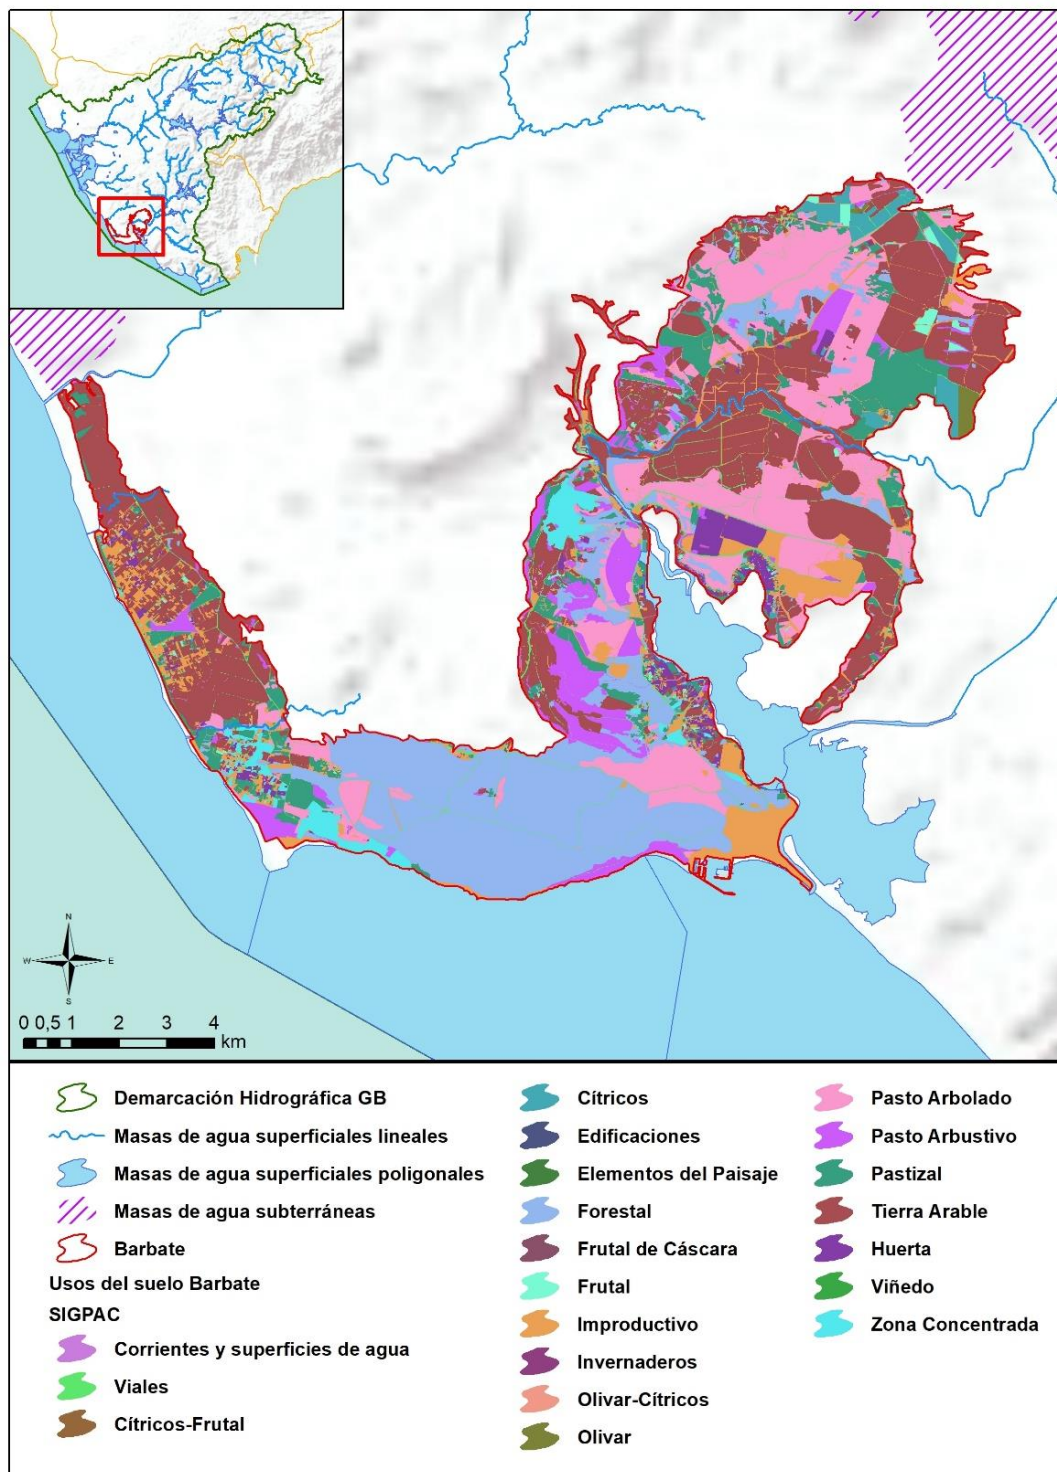 N
W E
S
0 0,5 1 2 3 4
km
Demarcación Hidrográfica GB
Masas de agua superficiales lineales
Masas de agua superficiales poligonales
Masas de agua subterráneas
Barbate
Usos del suelo Barbate
SIGPAC
Corrientes y superficies de agua
Viales
Cítricos-Frutal
Cítricos
Edificaciones
Elementos del Paisaje
Forestal
Frutal de Cáscara
Frutal
Improductivo
Invernaderos
Olivar-Cítricos
Olivar
Pasto Arbolado
Pasto Arbustivo
Pastizal
Tierra Arable
Huerta
Viñedo
Zona Concentrada